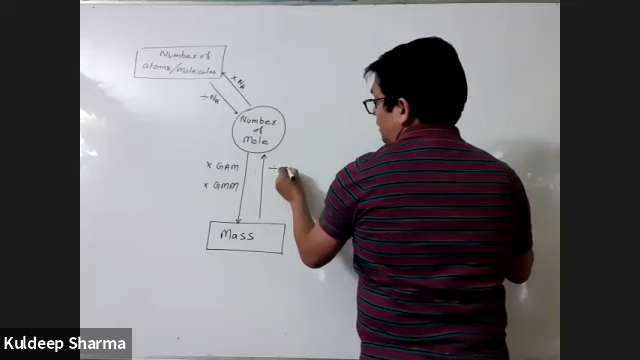 Number of
atoms/Molecules
× NA
÷ NA
Number
of
Mole
× GAM
× GMM
÷
Mass
Kuldeep Sharma